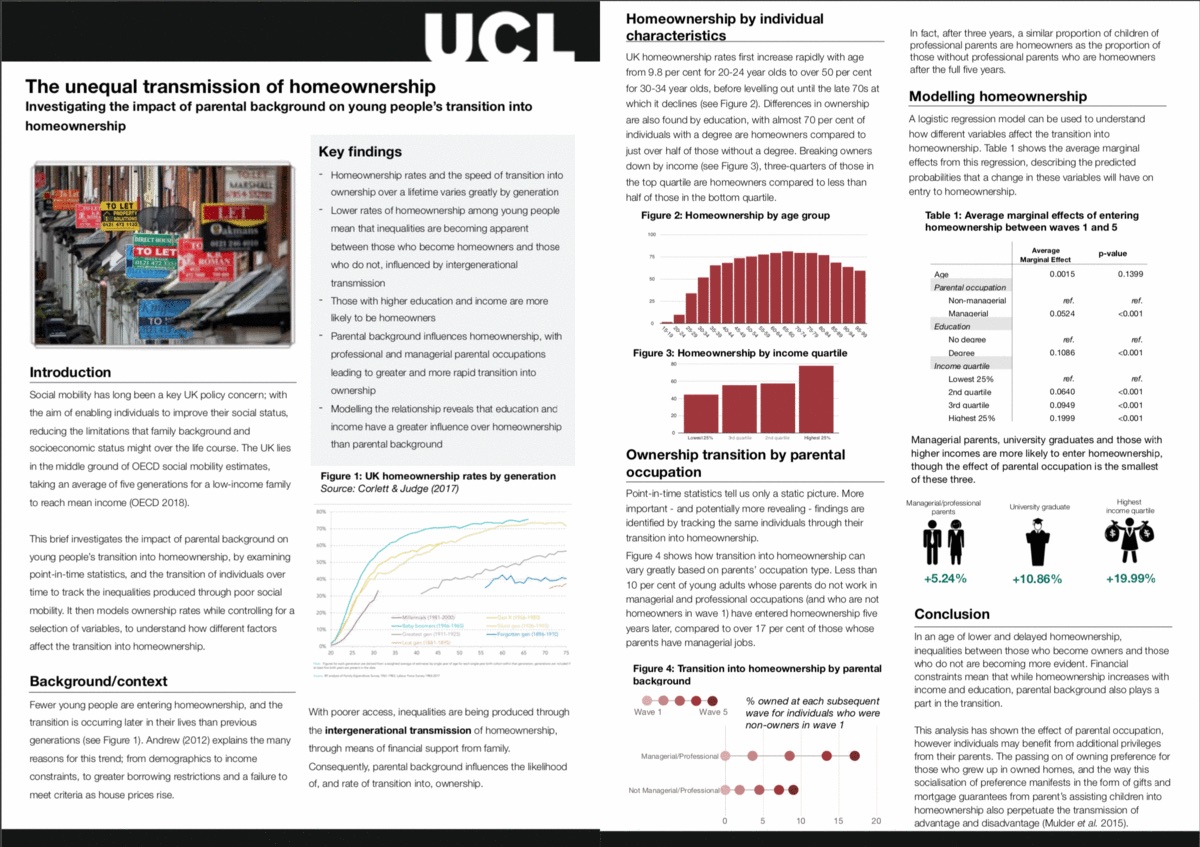 UCL
The unequal transmission of homeownership
Investigating the impact of parental background on young people's transition into
homeownership
TO LET
LET
Oakmans
DIRECT HOUSE
TO LET
TO LET
Introduction
Social mobility has long been a key UK policy concern; with
the aim of enabling individuals to improve their social status,
reducing the limitations that family background and
socioeconomic status might over the life course. The UK lies
in the middle ground of OECD social mobility estimates,
taking an average of five generations for a low-income family
to reach mean income (OECD 2018).
This brief investigates the impact of parental background on
young people's transition into homeownership, by examining
point-in-time statistics, and the transition of individuals over
time to track the inequalities produced through poor social
mobility. It then models ownership rates while controlling for a
selection of variables, to understand how different factors
affect the transition into homeownership.
Background/context
Fewer young people are entering homeownership, and the
transition is occurring later in their lives than previous
generations (see Figure 1). Andrew (2012) explains the many
reasons for this trend; from demographics to income
constraints, to greater borrowing restrictions and a failure to
meet criteria as house prices rise.
Key findings
- Homeownership rates and the speed of transition into
ownership over a lifetime varies greatly by generation
- Lower rates of homeownership among young people
mean that inequalities are becoming apparent
between those who become homeowners and those
who do not, influenced by intergenerational
transmission
- Those with higher education and income are more
likely to be homeowners
- Parental background influences homeownership, with
professional and managerial parental occupations
leading to greater and more rapid transition into
ownership
- Modelling the relationship reveals that education and
income have a greater influence over homeownership
than parental background
Figure 1: UK homeownership rates by generation
Source: Corlett & Judge (2017)
80%
70%
60%
50%
40%
30%
20%
10%
0%
20 25 30 35 40 45 50 55 60 65 70 75
Millennials (1981-2000)
Baby boomers (1946-1965)
Greatest gen (1911-1925)
Forgotten gen (1896-1910)
With poorer access, inequalities are being produced through
the intergenerational transmission of homeownership,
through means of financial support from family.
Consequently, parental background influences the likelihood
of, and rate of transition into, ownership.
Homeownership by individual
characteristics
UK homeownership rates first increase rapidly with age
from 9.8 per cent for 20-24 year olds to over 50 per cent
for 30-34 year olds, before levelling out until the late 70s at
which it declines (see Figure 2). Differences in ownership
are also found by education, with almost 70 per cent of
individuals with a degree are homeowners compared to
just over half of those without a degree. Breaking owners
down by income (see Figure 3), three-quarters of those in
the top quartile are homeowners compared to less than
half of those in the bottom quartile.
Figure 2: Homeownership by age group
100
75
50
25
0
15-19 20-24 25-29 30-34 35-39 40-44 45-49 50-54 55-59 60-64 65-69 70-74 75-79 80-84 85-89 90-94 95-99
Figure 3: Homeownership by income quartile
80
60
40
20
0
Lowest 25% 3rd quartile 2nd quartile Highest 25%
Ownership transition by parental
occupation
Point-in-time statistics tell us only a static picture. More
important - and potentially more revealing - findings are
identified by tracking the same individuals through their
transition into homeownership.
Figure 4 shows how transition into homeownership can
vary greatly based on parents' occupation type. Less than
10 per cent of young adults whose parents do not work in
managerial and professional occupations (and who are not
homeowners in wave 1) have entered homeownership five
years later, compared to over 17 per cent of those whose
parents have managerial jobs.
Figure 4: Transition into homeownership by parental
background
Wave 1 Wave 5
% owned at each subsequent
wave for individuals who were
non-owners in wave 1
Managerial/Professional
Not Managerial/Professional
0 5 10 15 20
In fact, after three years, a similar proportion of children of
professional parents are homeowners as the proportion of
those without professional parents who are homeowners
after the full five years.
Modelling homeownership
A logistic regression model can be used to understand
how different variables affect the transition into
homeownership. Table 1 shows the average marginal
effects from this regression, describing the predicted
probabilities that a change in these variables will have on
entry to homeownership.
Table 1: Average marginal effects of entering
homeownership between waves 1 and 5
Average
Marginal Effect p-value
Age 0.0015 0.1399
Parental occupation
Non-managerial ref. ref.
Managerial 0.0524 <0.001
Education
No degree ref. ref.
Degree 0.1086 <0.001
Income quartile
Lowest 25% ref. ref.
2nd quartile 0.0640 <0.001
3rd quartile 0.0949 <0.001
Highest 25% 0.1999 <0.001
Managerial parents, university graduates and those with
higher incomes are more likely to enter homeownership,
though the effect of parental occupation is the smallest
of these three.
Managerial/professional
parents
University graduate
Highest
income quartile
+5.24% +10.86% +19.99%
Conclusion
In an age of lower and delayed homeownership,
inequalities between those who become owners and those
who do not are becoming more evident. Financial
constraints mean that while homeownership increases with
income and education, parental background also plays a
part in the transition.
This analysis has shown the effect of parental occupation,
however individuals may benefit from additional privileges
from their parents. The passing on of owning preference for
those who grew up in owned homes, and the way this
socialisation of preference manifests in the form of gifts and
mortgage guarantees from parent's assisting children into
homeownership also perpetuate the transmission of
advantage and disadvantage (Mulder et al. 2015).